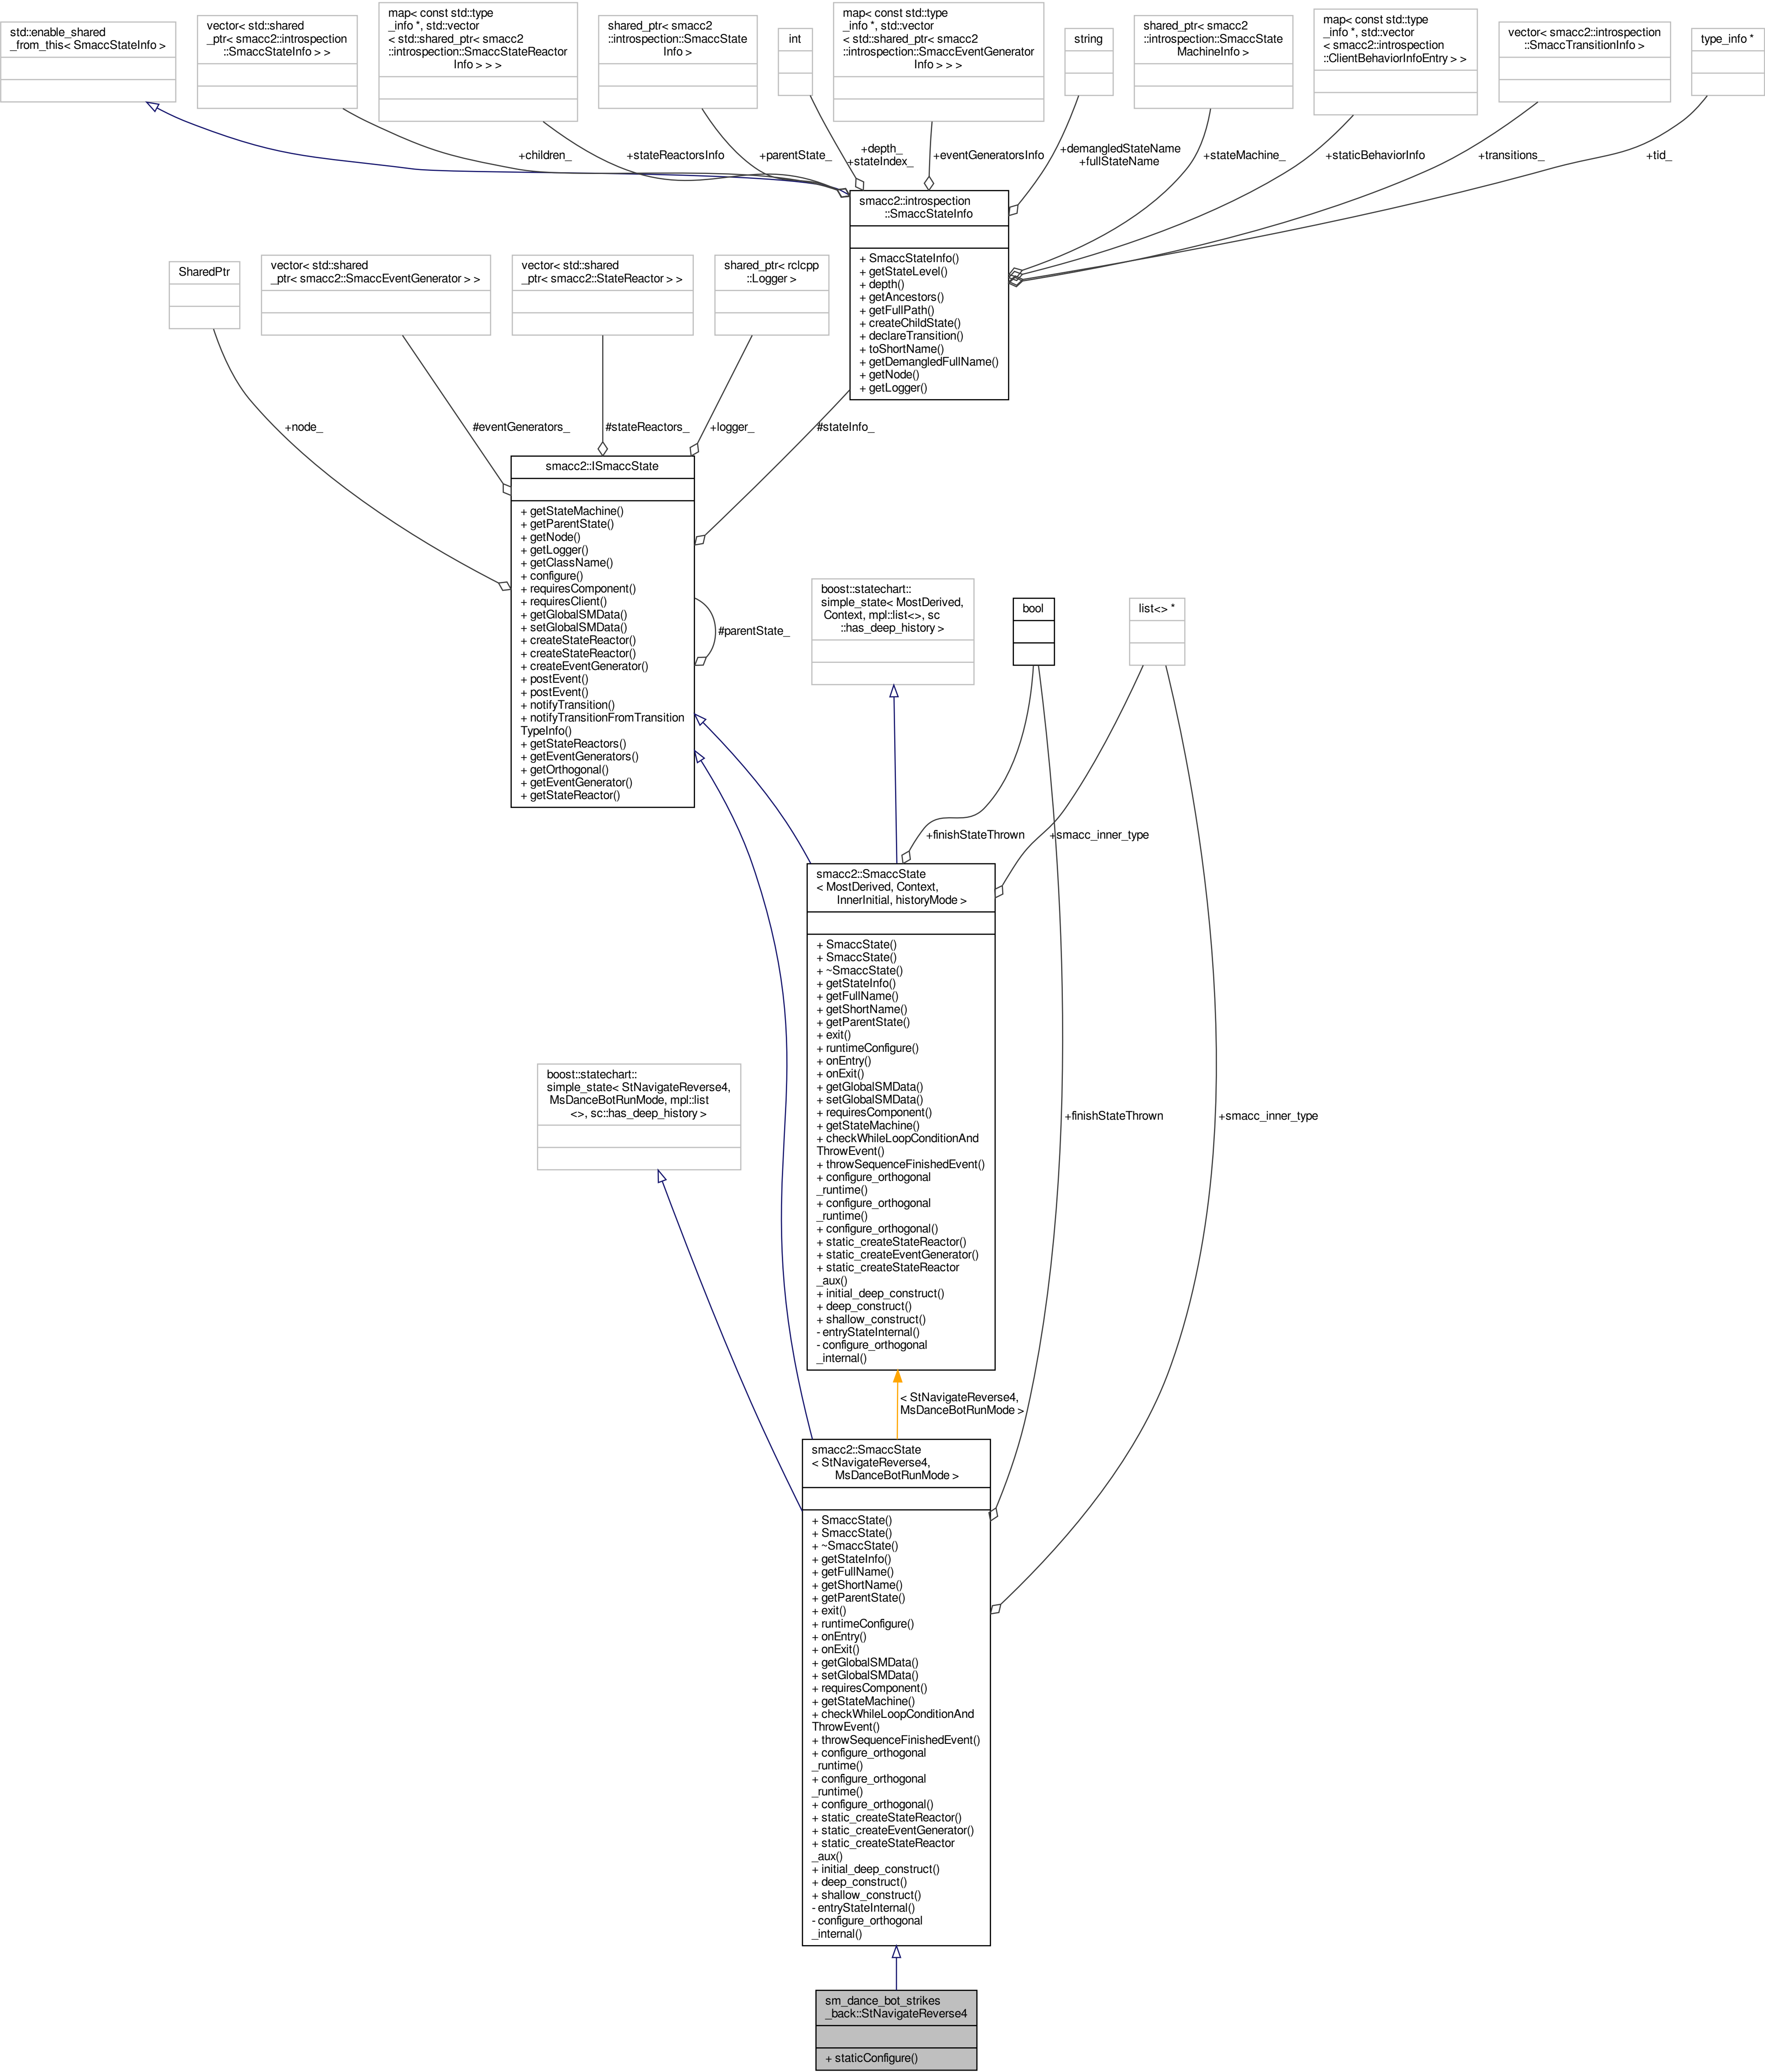 std::enable_shared
_from_this< SmaccStateInfo >
vector< std::shared
_ptr< smacc2::introspection
::SmaccStateInfo > >
map< const std::type
_info *, std::vector
< std::shared_ptr< smacc2
::introspection::SmaccStateReactor
Info > > >
shared_ptr< smacc2
::introspection::SmaccState
Info >
int
map< const std::type
_info *, std::vector
< std::shared_ptr< smacc2
::introspection::SmaccEventGenerator
Info > > >
string
shared_ptr< smacc2
::introspection::SmaccState
MachineInfo >
map< const std::type
_info *, std::vector
< smacc2::introspection
::ClientBehaviorInfoEntry > >
vector< smacc2::introspection
::SmaccTransitionInfo >
type_info *
+children_
+stateReactorsInfo
+parentState_
+depth_
+stateIndex_
+eventGeneratorsInfo
+demangledStateName
+fullStateName
+stateMachine_
+staticBehaviorInfo
+transitions_
+tid_
smacc2::introspection
::SmaccStateInfo
+ SmaccStateInfo()
+ getStateLevel()
+ depth()
+ getAncestors()
+ getFullPath()
+ createChildState()
+ declareTransition()
+ toShortName()
+ getDemangledFullName()
+ getNode()
+ getLogger()
SharedPtr
vector< std::shared
_ptr< smacc2::SmaccEventGenerator > >
vector< std::shared
_ptr< smacc2::StateReactor > >
shared_ptr< rclcpp
::Logger >
+node_
#eventGenerators_
#stateReactors_
+logger_
#stateInfo_
smacc2::ISmaccState
+ getStateMachine()
+ getParentState()
+ getNode()
+ getLogger()
+ getClassName()
+ configure()
+ requiresComponent()
+ requiresClient()
+ getGlobalSMData()
+ setGlobalSMData()
+ createStateReactor()
+ createStateReactor()
+ createEventGenerator()
+ postEvent()
+ postEvent()
+ notifyTransition()
+ notifyTransitionFromTransition
TypeInfo()
+ getStateReactors()
+ getEventGenerators()
+ getOrthogonal()
+ getEventGenerator()
+ getStateReactor()
#parentState_
boost::statechart::
simple_state< MostDerived,
Context, mpl::list<>, sc
::has_deep_history >
bool
list<> *
+finishStateThrown
+smacc_inner_type
smacc2::SmaccState
< MostDerived, Context,
InnerInitial, historyMode >
+ SmaccState()
+ SmaccState()
+ ~SmaccState()
+ getStateInfo()
+ getFullName()
+ getShortName()
+ getParentState()
+ exit()
+ runtimeConfigure()
+ onEntry()
+ onExit()
+ getGlobalSMData()
+ setGlobalSMData()
+ requiresComponent()
+ getStateMachine()
+ checkWhileLoopConditionAnd
ThrowEvent()
+ throwSequenceFinishedEvent()
+ configure_orthogonal
_runtime()
+ configure_orthogonal
_runtime()
+ configure_orthogonal()
+ static_createStateReactor()
+ static_createEventGenerator()
+ static_createStateReactor
_aux()
+ initial_deep_construct()
+ deep_construct()
+ shallow_construct()
- entryStateInternal()
- configure_orthogonal
_internal()
boost::statechart::
simple_state< StNavigateReverse4,
MsDanceBotRunMode, mpl::list
<>, sc::has_deep_history >
+finishStateThrown
+smacc_inner_type
< StNavigateReverse4,
MsDanceBotRunMode >
smacc2::SmaccState
< StNavigateReverse4,
MsDanceBotRunMode >
+ SmaccState()
+ SmaccState()
+ ~SmaccState()
+ getStateInfo()
+ getFullName()
+ getShortName()
+ getParentState()
+ exit()
+ runtimeConfigure()
+ onEntry()
+ onExit()
+ getGlobalSMData()
+ setGlobalSMData()
+ requiresComponent()
+ getStateMachine()
+ checkWhileLoopConditionAnd
ThrowEvent()
+ throwSequenceFinishedEvent()
+ configure_orthogonal
_runtime()
+ configure_orthogonal
_runtime()
+ configure_orthogonal()
+ static_createStateReactor()
+ static_createEventGenerator()
+ static_createStateReactor
_aux()
+ initial_deep_construct()
+ deep_construct()
+ shallow_construct()
- entryStateInternal()
- configure_orthogonal
_internal()
sm_dance_bot_strikes
_back::StNavigateReverse4
+ staticConfigure()